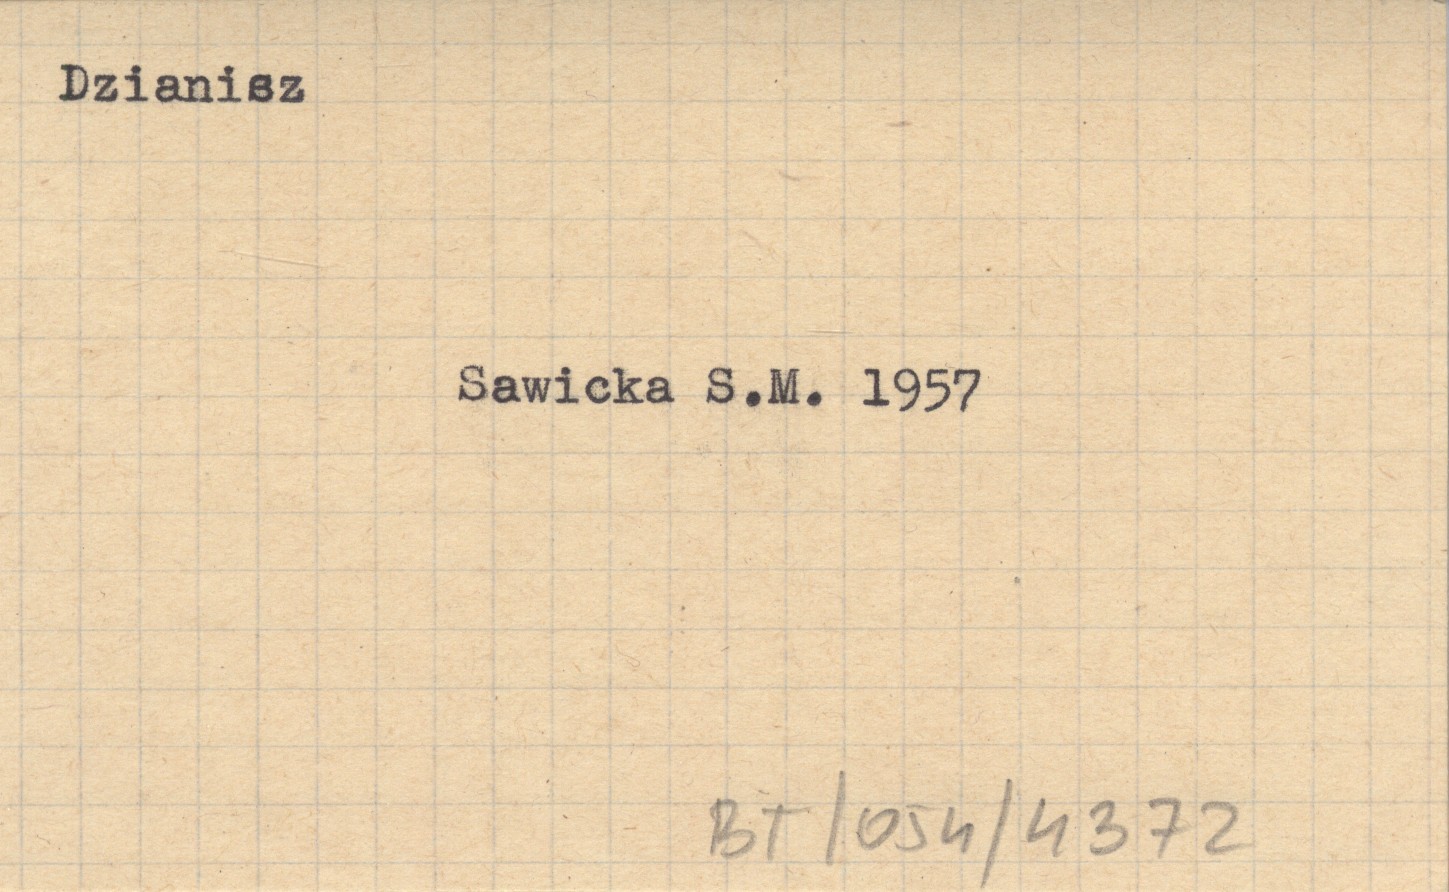 Dzianisz
Sawicka S.M. 1957
BT/054/4372